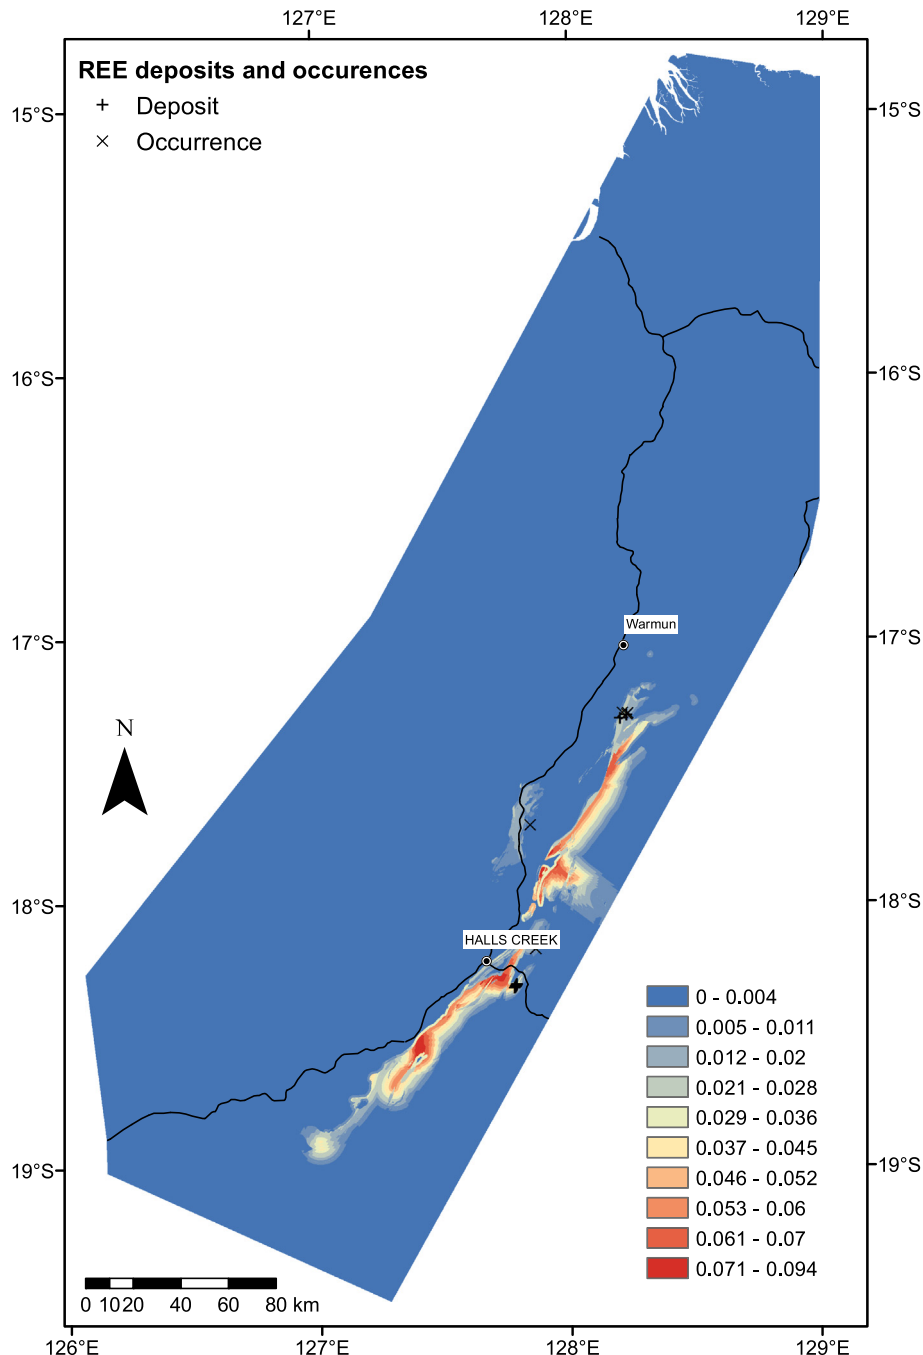 127°E 128°E 129°E
REE deposits and occurences
+ Deposit
× Occurrence
15°S 15°S
16°S 16°S
Warmun
17°S 17°S
N
18°S 18°S
HALLS CREEK
0 - 0.004
0.005 - 0.011
0.012 - 0.02
0.021 - 0.028
0.029 - 0.036
0.037 - 0.045
19°S 19°S
0.046 - 0.052
0.053 - 0.06
0.061 - 0.07
0.071 - 0.094
0 10 20 40 60 80 km
126°E 127°E 128°E 129°E